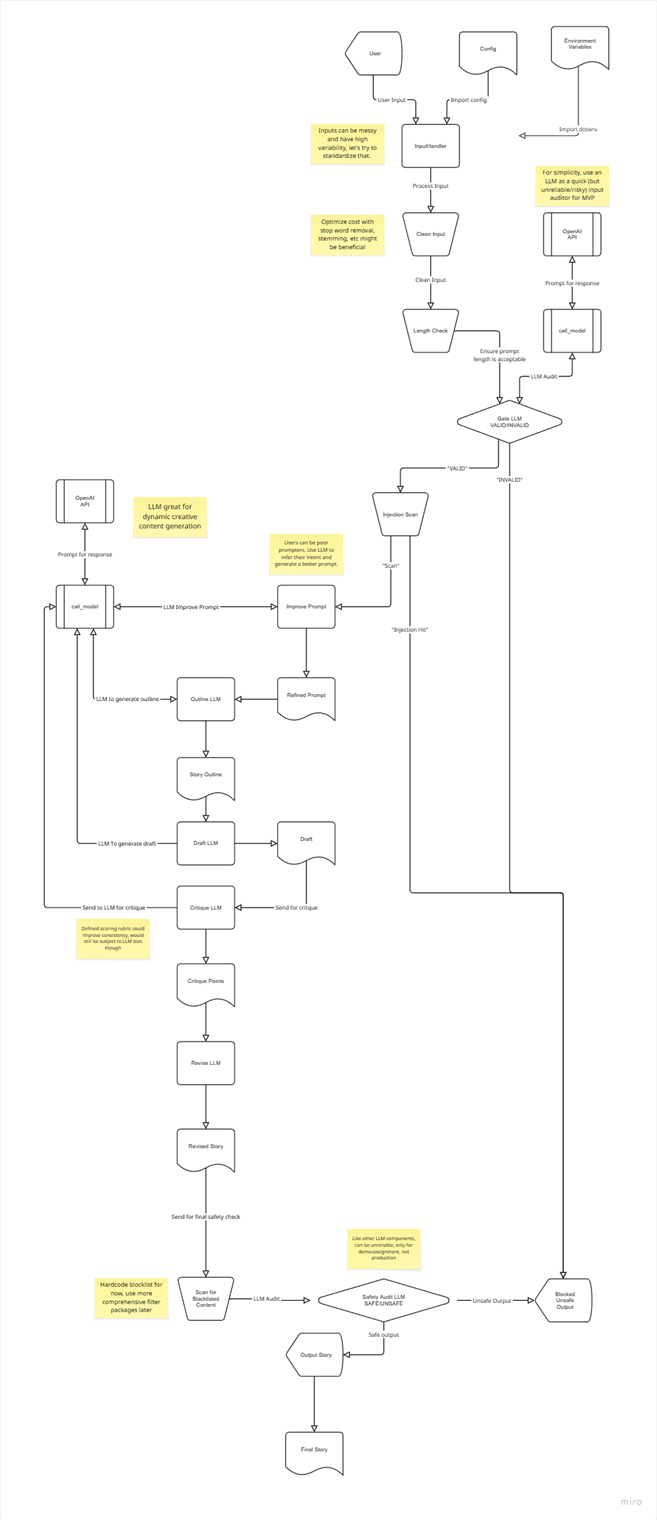 User
Config
Environment
Variables
User Input
Import config
Import dotenv
Inputs can be messy
and have high
variability, let's try to
standardize that.
InputHandler
Process Input
For simplicity, use an
LLM as a quick (but
unreliable/risky) input
auditor for MVP
Optimize cost with
stop word removal,
stemming, etc might
be beneficial
Clean Input
OpenAI
API
Clean Input
Prompt for response
Length Check
call_model
Ensure prompt
length is acceptable
LLM Audit
Gate LLM
VALID/INVALID
"VALID"
"INVALID"
OpenAI
API
LLM great for
dynamic creative
content generation
Injection Scan
Users can be poor
prompters. Use LLM to
infer their intent and
generate a better prompt.
Prompt for response
"Scan"
call_model
LLM Improve Prompt
Improve Prompt
"Injection Hit"
LLM to generate outline
Outline LLM
Refined Prompt
Story Outline
LLM To generate draft
Draft LLM
Draft
Send to LLM for critique
Critique LLM
Send for critique
Defined scoring rubric could
improve consistency, would
still be subject to LLM bias
though
Critique Points
Revise LLM
Revised Story
Send for final safety check
Like other LLM components,
can be unreliable, only for
demo/assignment, not
production
Hardcode blocklist for
now, use more
comprehensive filter
packages later
Scan for
Blacklisted
Content
LLM Audit
Safety Audit LLM
SAFE/UNSAFE
Unsafe Output
Blocked
Unsafe
Output
Safe output
Output Story
Final Story
miro